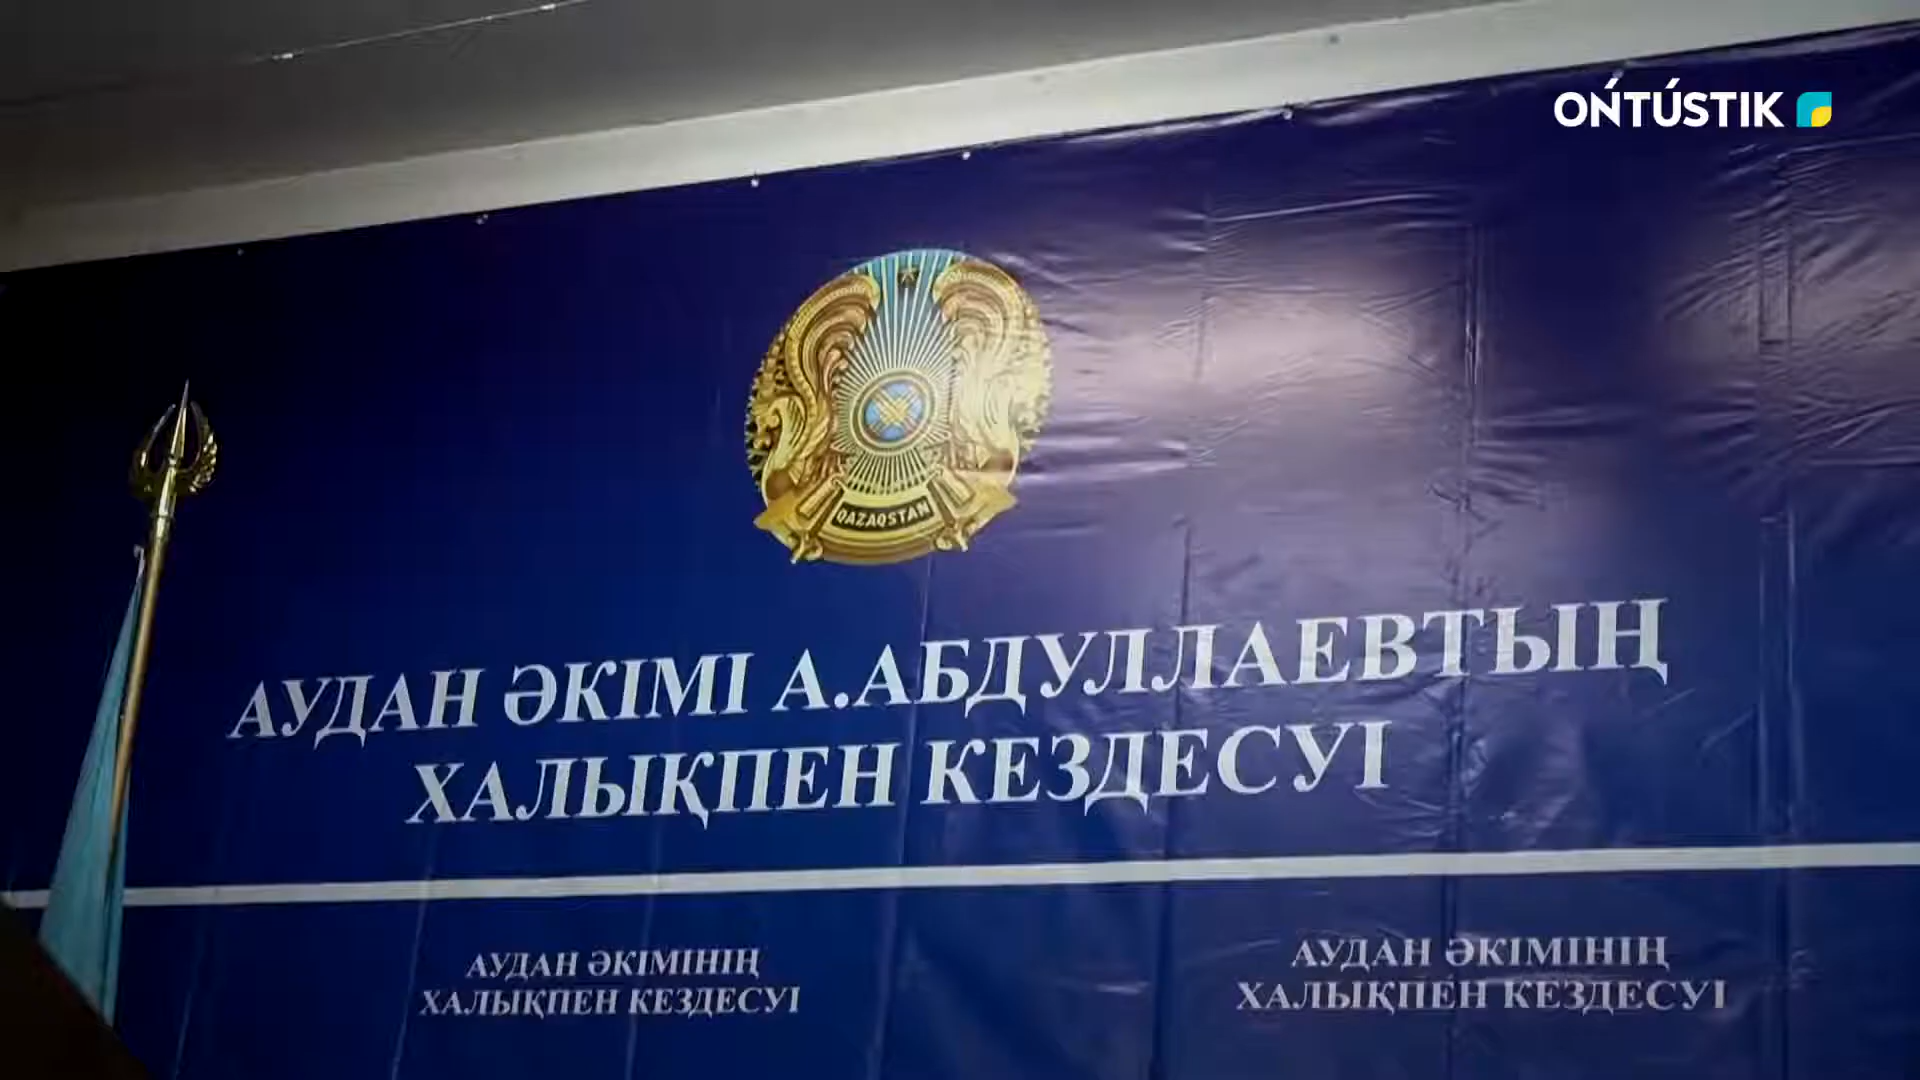 OŃTÚSTIK
QAZAQSTAN
АУДАН ӘКІМІ А.АБДУЛЛАЕВТЫҢ
ХАЛЫҚПЕН КЕЗДЕСУІ
АУДАН ӘКІМІНІҢ
ХАЛЫҚПЕН КЕЗДЕСУІ
АУДАН ӘКІМІНІҢ
ХАЛЫҚПЕН КЕЗДЕСУІ